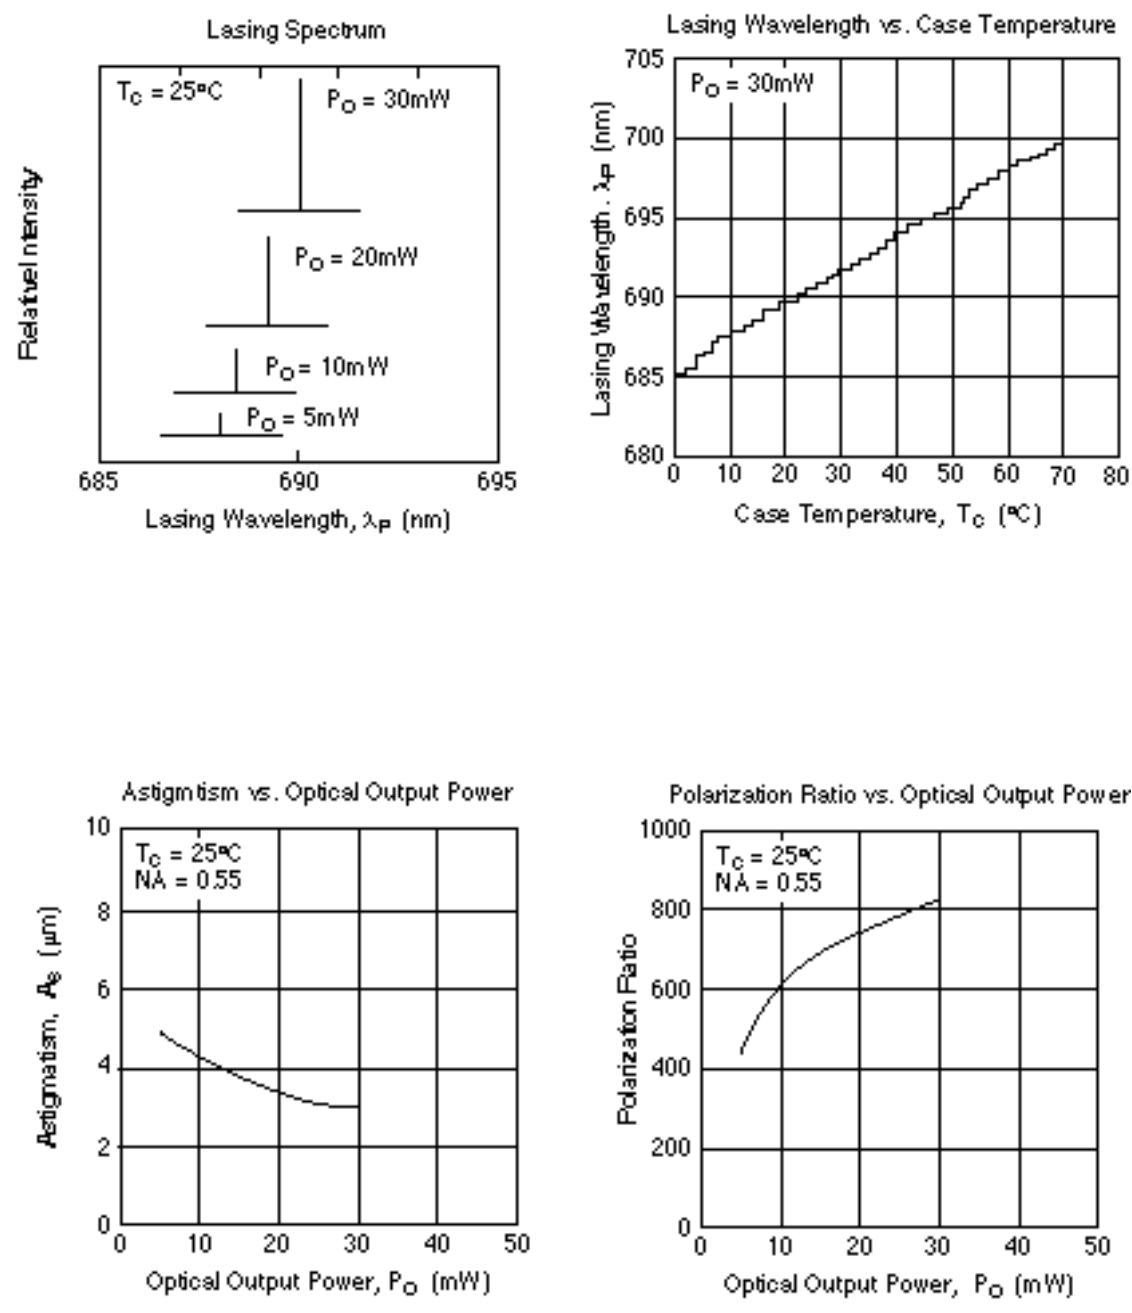 Lasing Spectrum
TC = 25°C
PO = 30mW
PO = 20mW
PO = 10mW
PO = 5mW
Relative Intensity
685 690 695
Lasing Wavelength, λP (nm)
Lasing Wavelength vs. Case Temperature
PO = 30mW
705
700
695
690
685
680
Lasing Wavelength, λP (nm)
0 10 20 30 40 50 60 70 80
Case Temperature, TC (°C)
Astigmtism vs. Optical Output Power
TC = 25°C
NA = 0.55
10
8
6
4
2
0
Astigmatism, AS (µm)
0 10 20 30 40 50
Optical Output Power, PO (mW)
Polarization Ratio vs. Optical Output Power
TC = 25°C
NA = 0.55
1000
800
600
400
200
0
Polarization Ratio
0 10 20 30 40 50
Optical Output Power, PO (mW)